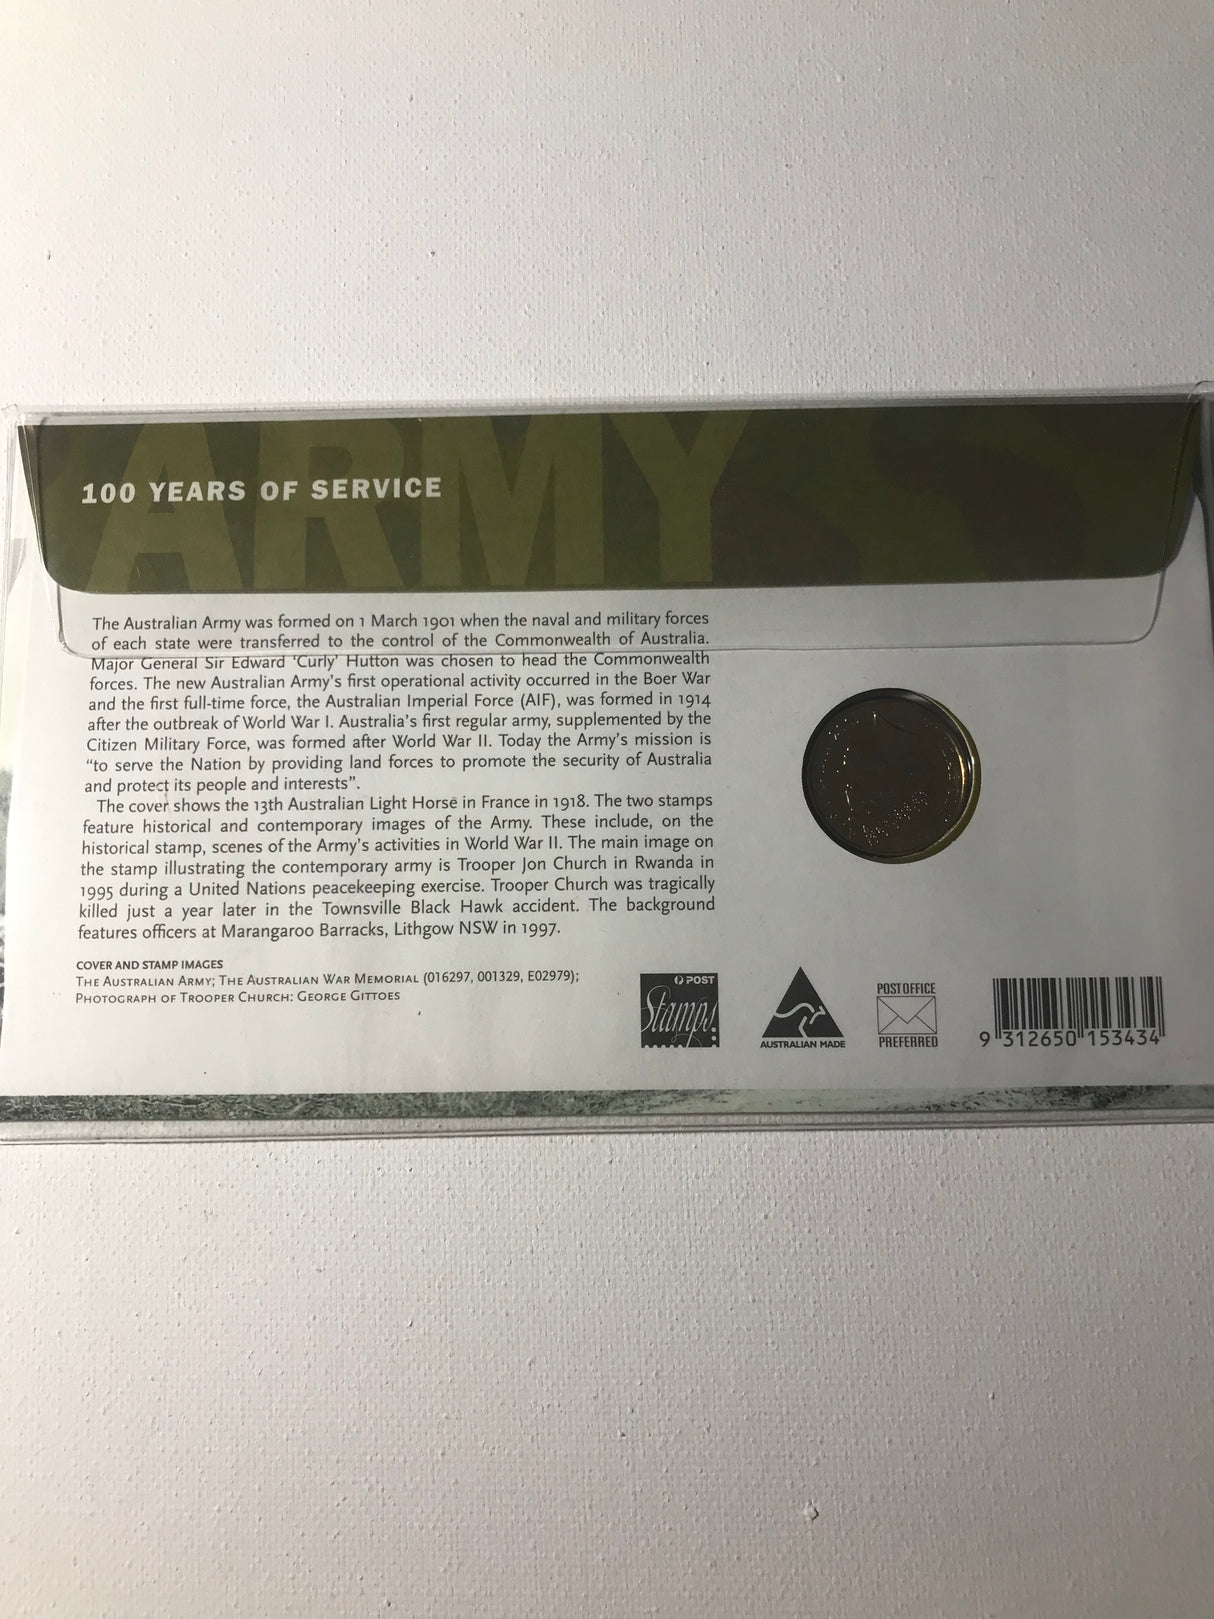 ARMY
100 YEARS OF SERVICE
The Australian Army was formed on 1 March 1901 when the naval and military forces
of each state were transferred to the control of the Commonwealth of Australia.
Major General Sir Edward ‘Curly’ Hutton was chosen to head the Commonwealth
forces. The new Australian Army’s first operational activity occurred in the Boer War
and the first full-time force, the Australian Imperial Force (AIF), was formed in 1914
after the outbreak of World War I. Australia’s first regular army, supplemented by the
Citizen Military Force, was formed after World War II. Today the Army’s mission is
“to serve the Nation by providing land forces to promote the security of Australia
and protect its people and interests”.
The cover shows the 13th Australian Light Horse in France in 1918. The two stamps
feature historical and contemporary images of the Army. These include, on the
historical stamp, scenes of the Army’s activities in World War II. The main image on
the stamp illustrating the contemporary army is Trooper Jon Church in Rwanda in
1995 during a United Nations peacekeeping exercise. Trooper Church was tragically
killed just a year later in the Townsville Black Hawk accident. The background
features officers at Marangaroo Barracks, Lithgow NSW in 1997.
COVER AND STAMP IMAGES
THE AUSTRALIAN ARMY; THE AUSTRALIAN WAR MEMORIAL (016297, 001329, E02979);
PHOTOGRAPH OF TROOPER CHURCH: GEORGE GITTOES
POST
Stamps!
AUSTRALIAN MADE
POST OFFICE
PREFERRED
9 312650 153434